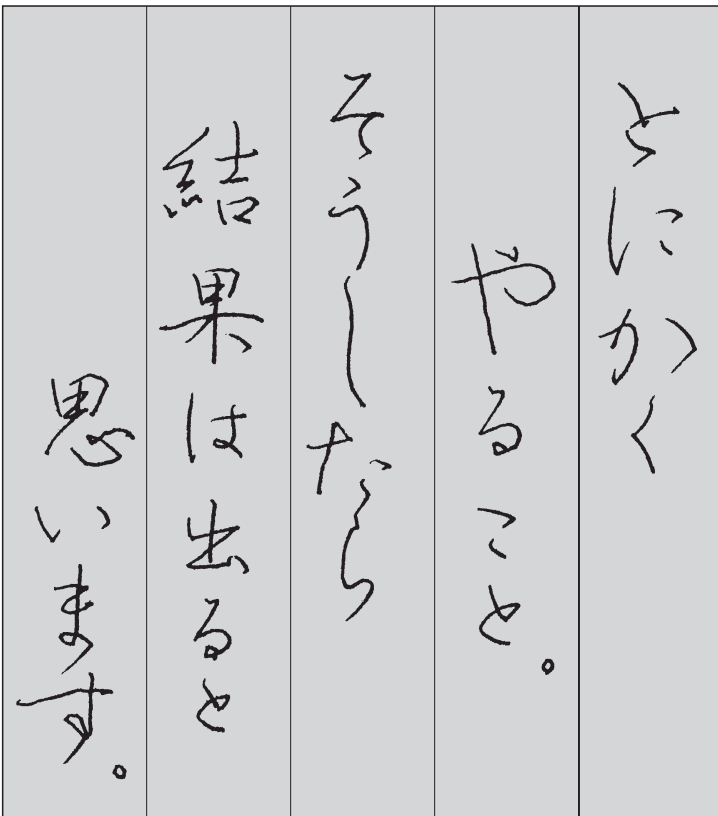 とにかく
やること。
そうしたら
結果は出ると
思います。